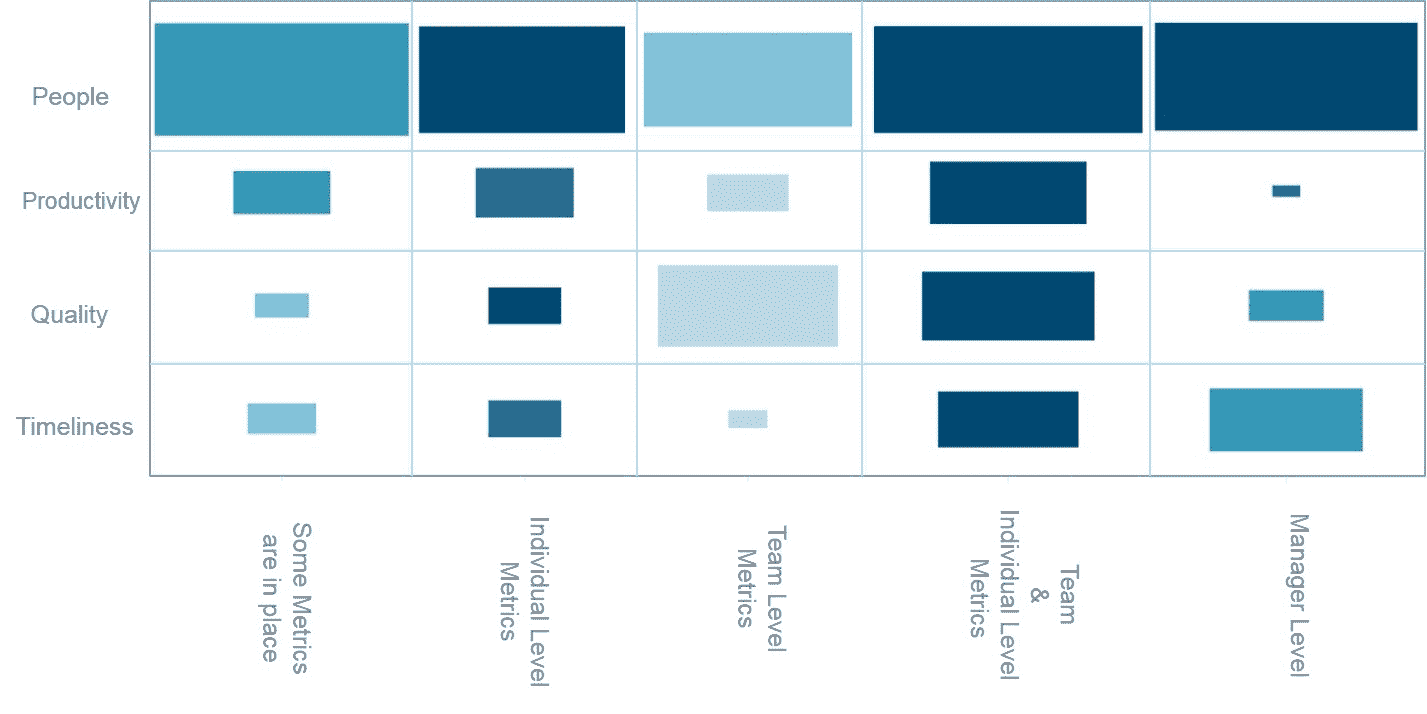 People
Productivity
Quality
Timeliness
Some Metrics
are in place
Individual Level
Metrics
Team Level
Metrics
Team
&
Individual Level
Metrics
Manager Level